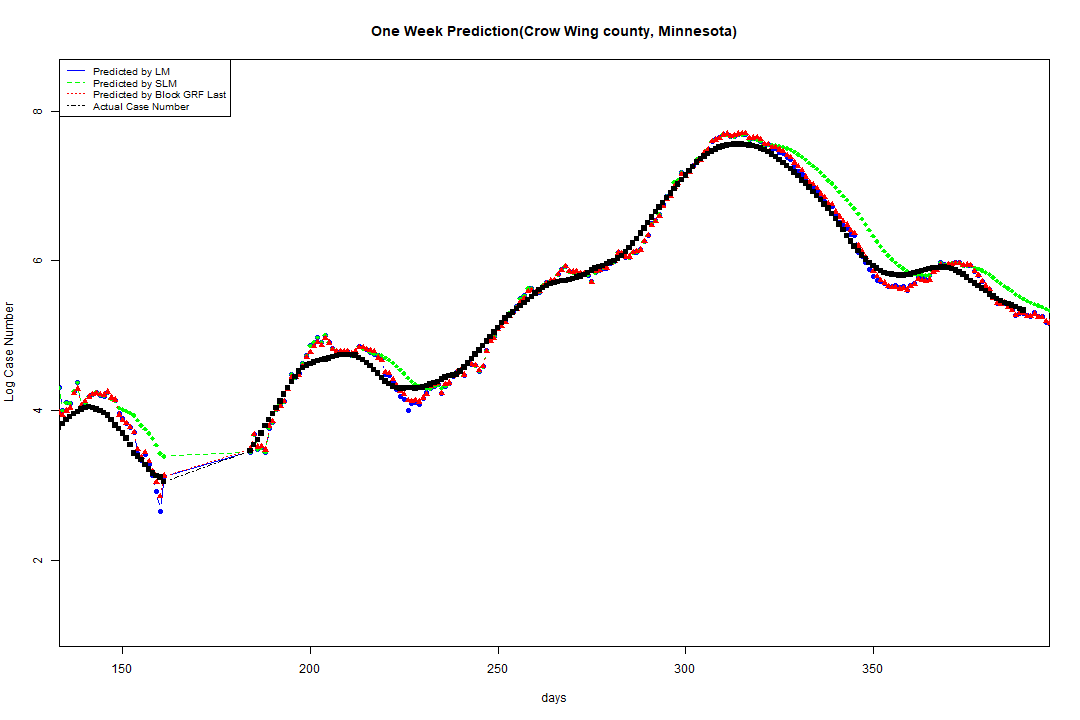 One Week Prediction(Crow Wing county, Minnesota)
Predicted by LM
Predicted by SLM
Predicted by Block GRF Last
Actual Case Number
8
6
4
2
Log Case Number
150 200 250 300 350
days